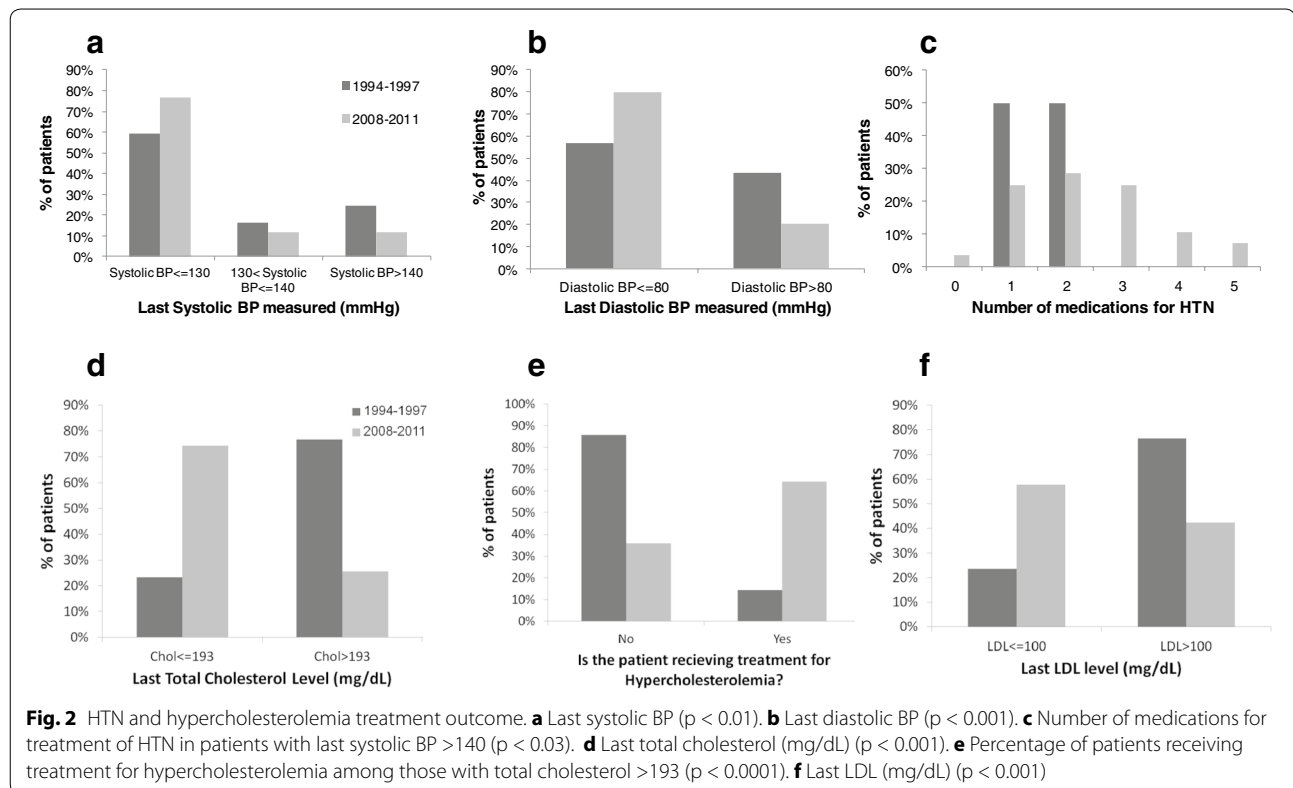 a
90%
80%
70%
60%
50%
40%
30%
20%
10%
0%
% of patients
1994-1997
2008-2011
Systolic BP<=130
130< Systolic
BP<=140
Systolic BP>140
Last Systolic BP measured (mmHg)
b
90%
80%
70%
60%
50%
40%
30%
20%
10%
0%
% of patients
Diastolic BP<=80
Diastolic BP>80
Last Diastolic BP measured (mmHg)
c
60%
50%
40%
30%
20%
10%
0%
% of patients
0 1 2 3 4 5
Number of medications for HTN
d
90%
80%
70%
60%
50%
40%
30%
20%
10%
0%
% of patients
1994-1997
2008-2011
Chol<=193
Chol>193
Last Total Cholesterol Level (mg/dL)
e
100%
90%
80%
70%
60%
50%
40%
30%
20%
10%
0%
% of patients
No
Yes
Is the patient recieving treatment for
Hypercholesterolemia?
f
90%
80%
70%
60%
50%
40%
30%
20%
10%
0%
% of patients
LDL<=100
LDL>100
Last LDL level (mg/dL)
Fig. 2 HTN and hypercholesterolemia treatment outcome. a Last systolic BP (p < 0.01). b Last diastolic BP (p < 0.001). c Number of medications for
treatment of HTN in patients with last systolic BP >140 (p < 0.03). d Last total cholesterol (mg/dL) (p < 0.001). e Percentage of patients receiving
treatment for hypercholesterolemia among those with total cholesterol >193 (p < 0.0001). f Last LDL (mg/dL) (p < 0.001)